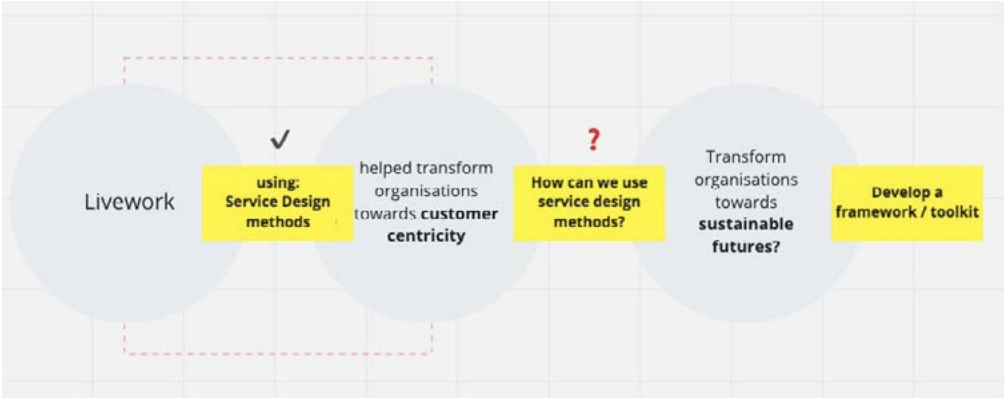 Livework
✓
using:
Service Design
methods
helped transform
organisations
towards customer
centricity
?
How can we use
service design
methods?
Transform
organisations
towards
sustainable
futures?
Develop a
framework / toolkit